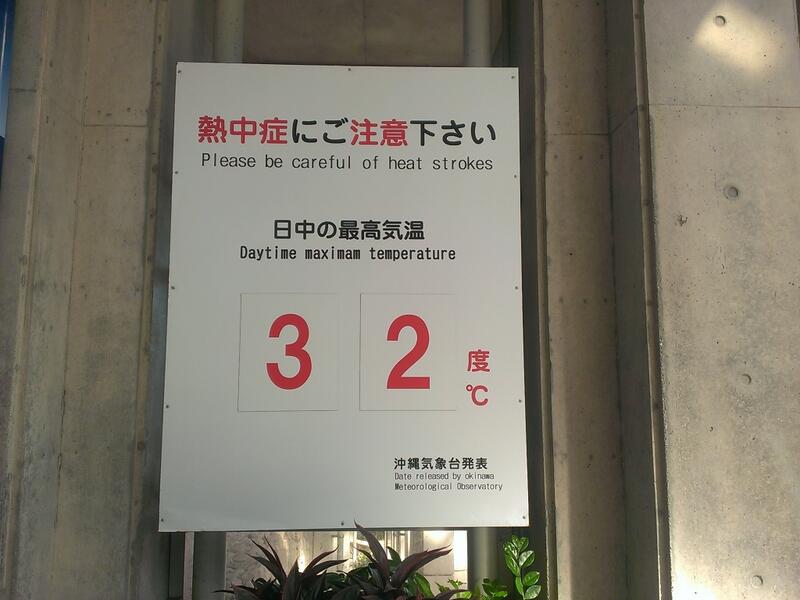 熱中症にご注意下さい
Please be careful of heat strokes
日中の最高気温
Daytime maximam temperature
3 2 度
℃
沖縄気象台発表
Date released by okinawa
Meteorological Observatory